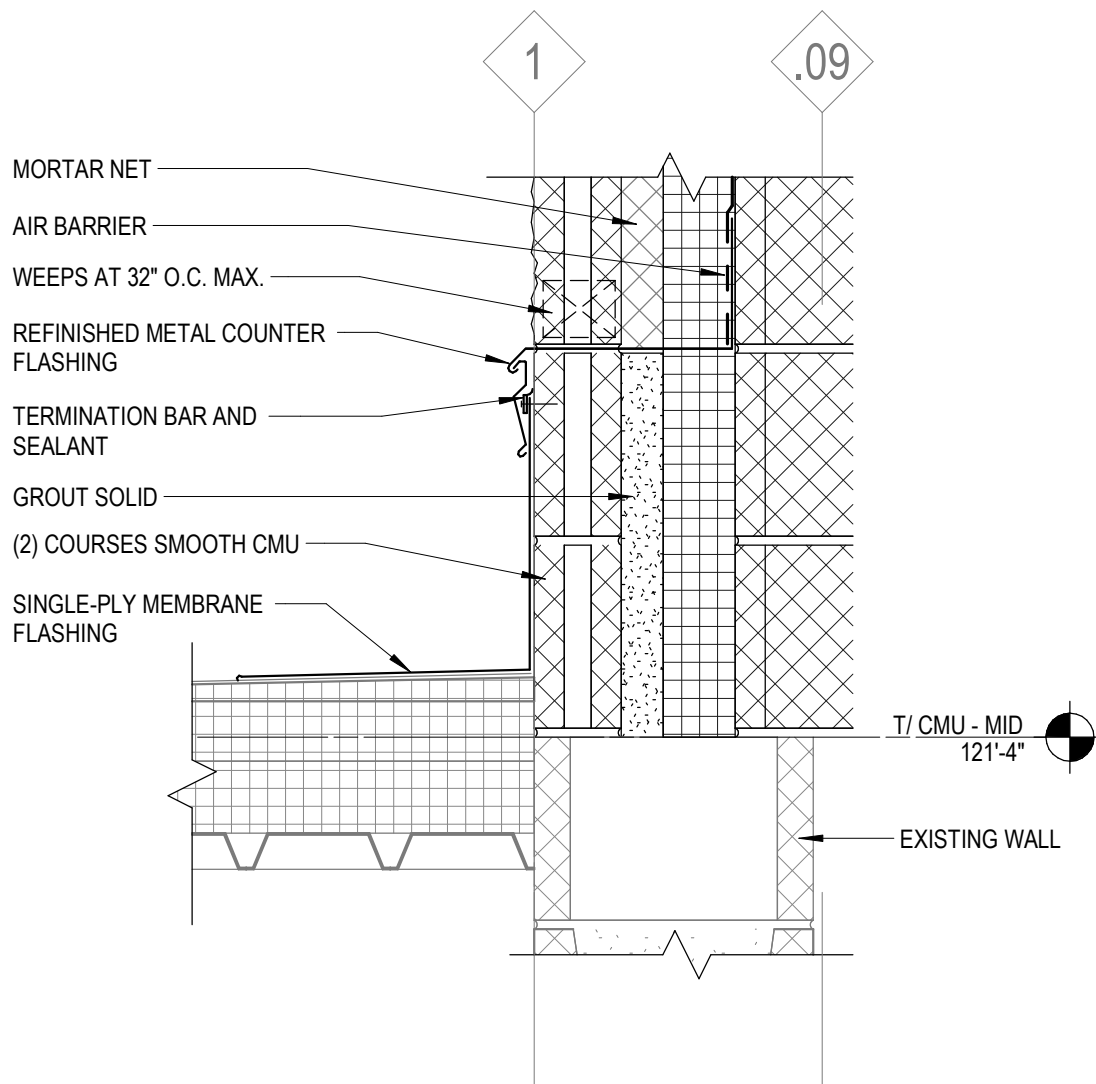 1
.09
MORTAR NET
AIR BARRIER
WEEPS AT 32" O.C. MAX.
REFINISHED METAL COUNTER
FLASHING
TERMINATION BAR AND
SEALANT
GROUT SOLID
(2) COURSES SMOOTH CMU
SINGLE-PLY MEMBRANE
FLASHING
T/ CMU - MID
121'-4"
EXISTING WALL